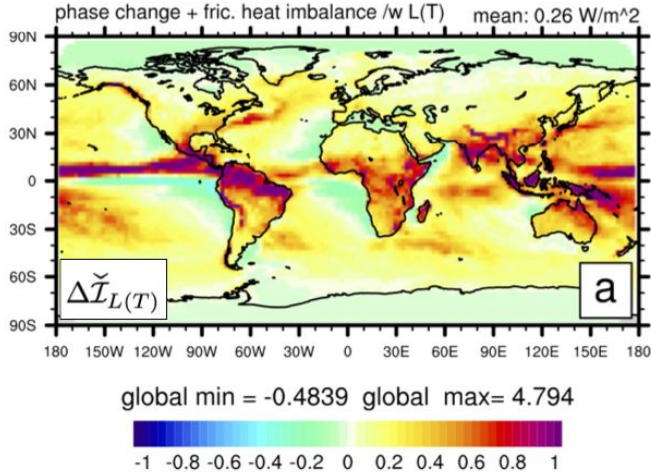 phase change + fric. heat imbalance /w L(T) mean: 0.26 W/m^2
90N
60N
30N
0
30S
60S
90S
ΔĬ_L(T)
a
180 150W 120W 90W 60W 30W 0 30E 60E 90E 120E 150E 180
global min = -0.4839 global max= 4.794
-1 -0.8 -0.6 -0.4 -0.2 0 0.2 0.4 0.6 0.8 1